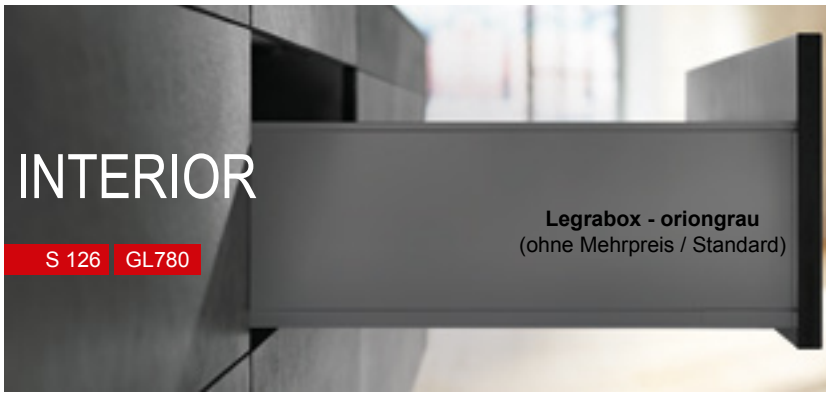 INTERIOR
Legrabox - oriongrau
(ohne Mehrpreis / Standard)
S 126 GL780